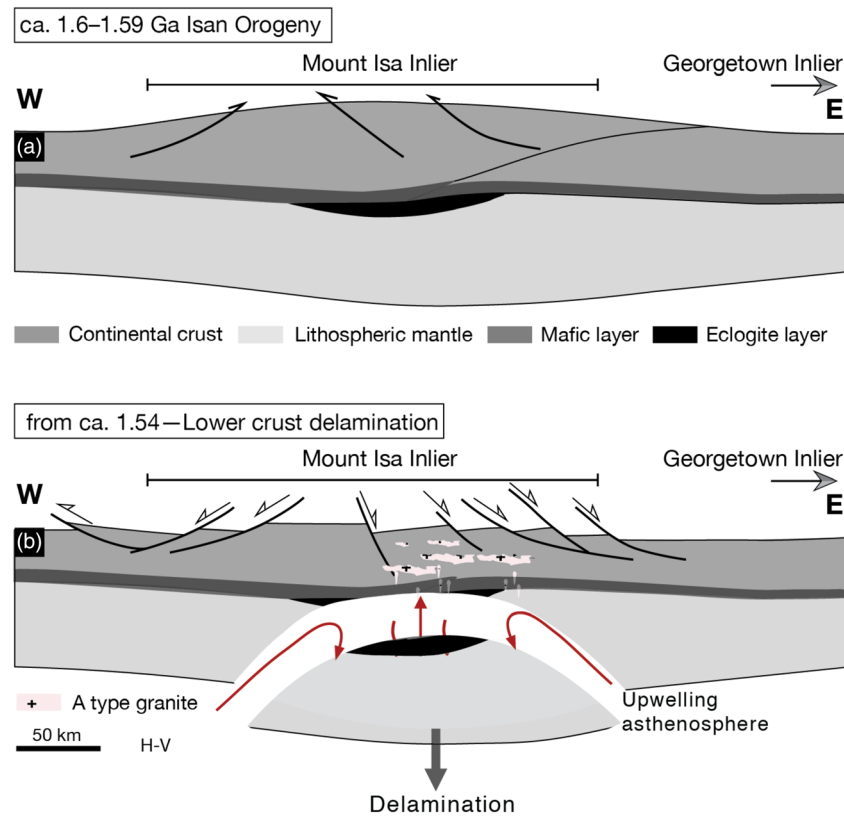 ca. 1.6–1.59 Ga Isan Orogeny
Mount Isa Inlier
Georgetown Inlier
W
E
(a)
Continental crust
Lithospheric mantle
Mafic layer
Eclogite layer
from ca. 1.54—Lower crust delamination
Mount Isa Inlier
Georgetown Inlier
W
E
(b)
A type granite
Upwelling
asthenosphere
50 km
H-V
Delamination